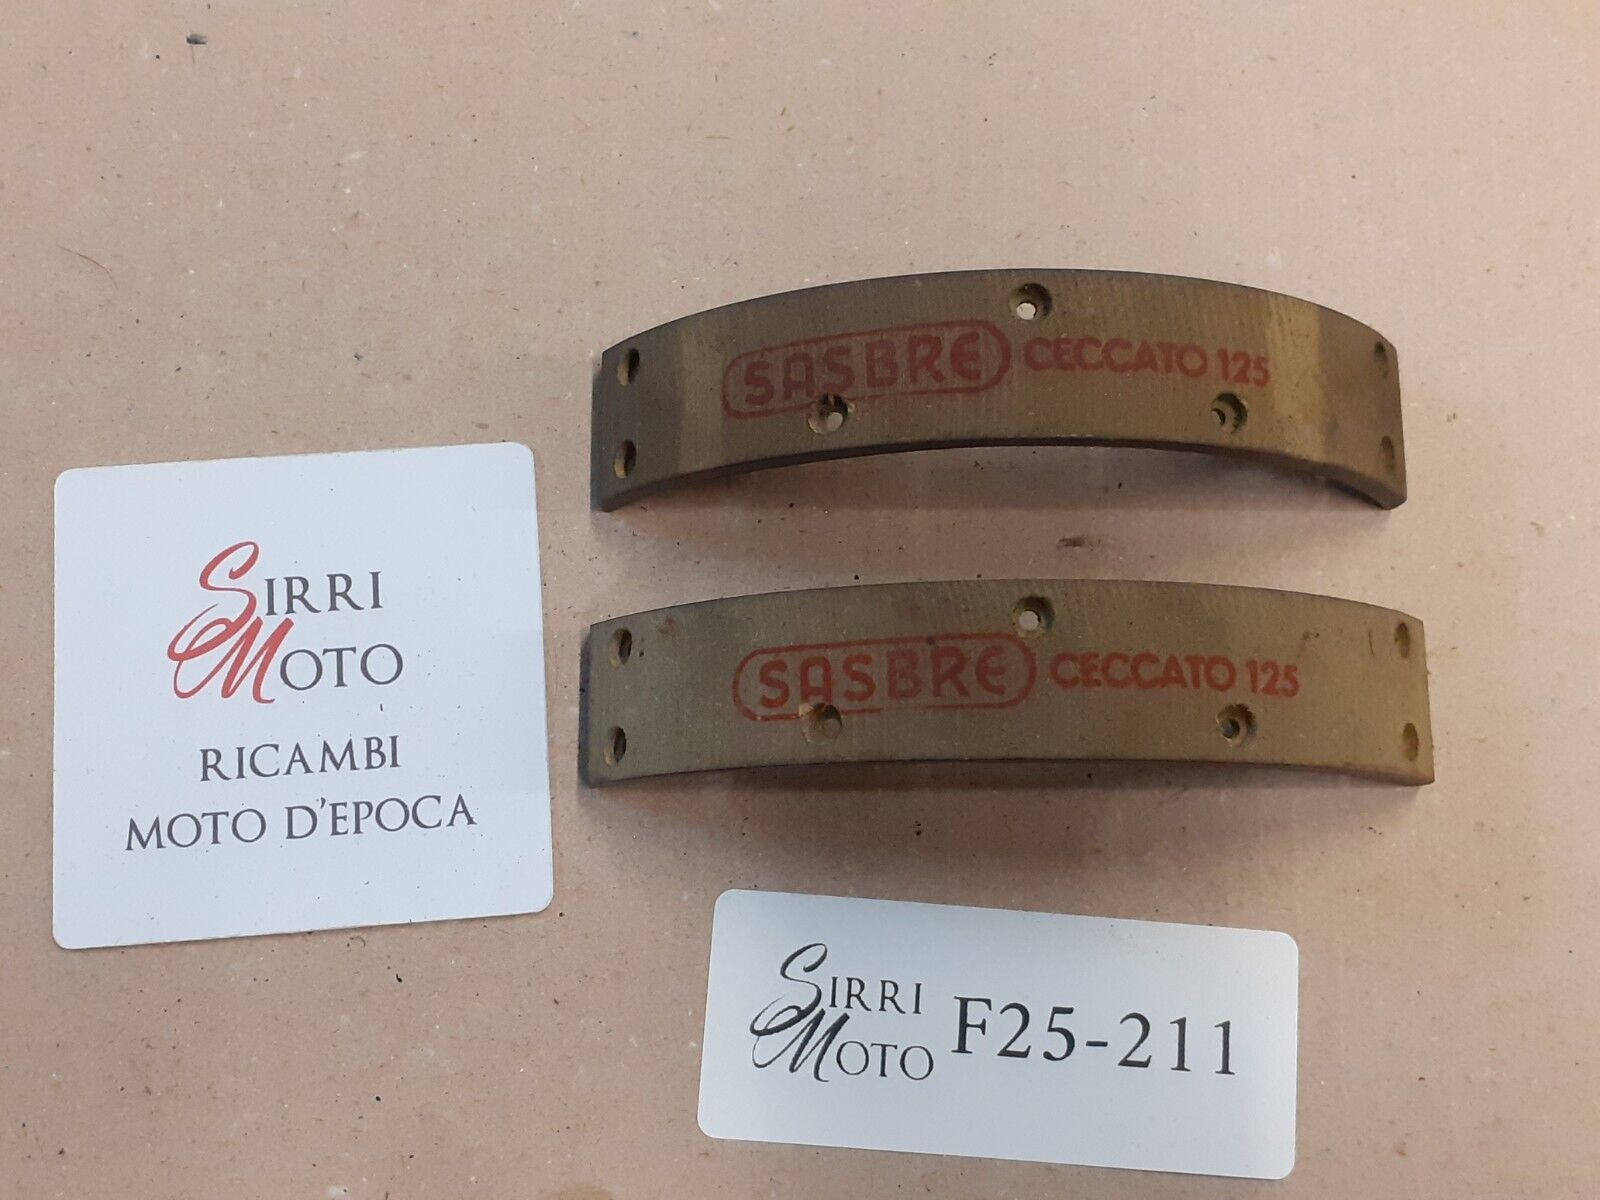 SASBRE CECCATO 125
SASBRE CECCATO 125
SIRRI
MOTO
RICAMBI
MOTO D'EPOCA
SIRRI
MOTO
F25-211